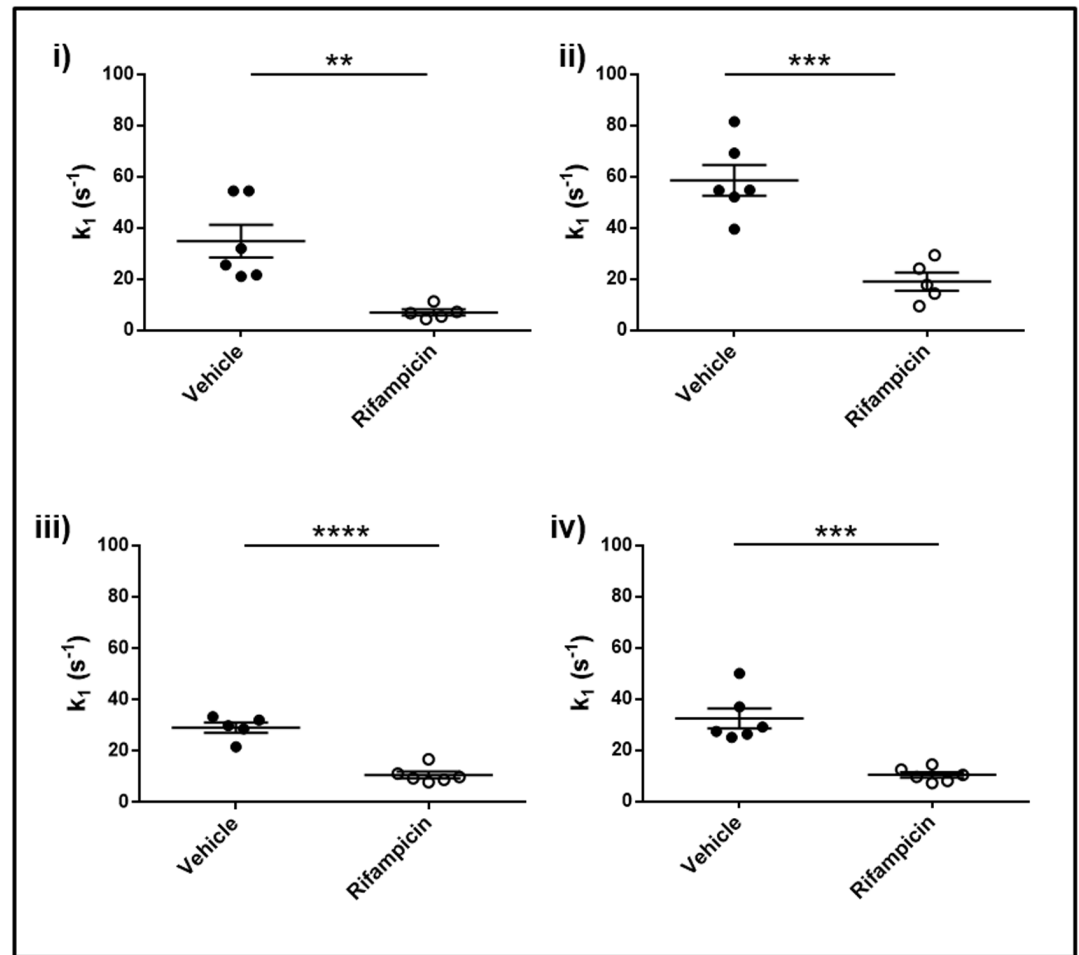 i)
**
100
80
60
40
20
0
k₁ (s⁻¹)
Vehicle
Rifampicin
ii)
***
100
80
60
40
20
0
k₁ (s⁻¹)
Vehicle
Rifampicin
iii)
****
100
80
60
40
20
0
k₁ (s⁻¹)
Vehicle
Rifampicin
iv)
***
100
80
60
40
20
0
k₁ (s⁻¹)
Vehicle
Rifampicin